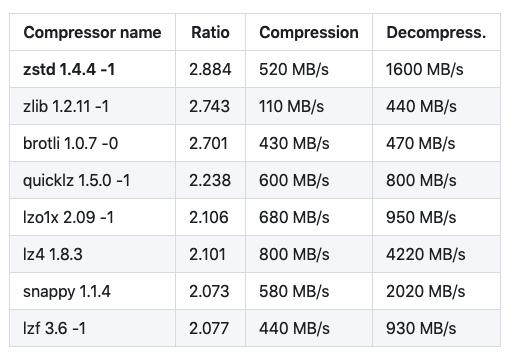 Compressor name Ratio Compression Decompress.
zstd 1.4.4 -1 2.884 520 MB/s 1600 MB/s
zlib 1.2.11 -1 2.743 110 MB/s 440 MB/s
brotli 1.0.7 -0 2.701 430 MB/s 470 MB/s
quicklz 1.5.0 -1 2.238 600 MB/s 800 MB/s
lzo1x 2.09 -1 2.106 680 MB/s 950 MB/s
lz4 1.8.3 2.101 800 MB/s 4220 MB/s
snappy 1.1.4 2.073 580 MB/s 2020 MB/s
lzf 3.6 -1 2.077 440 MB/s 930 MB/s